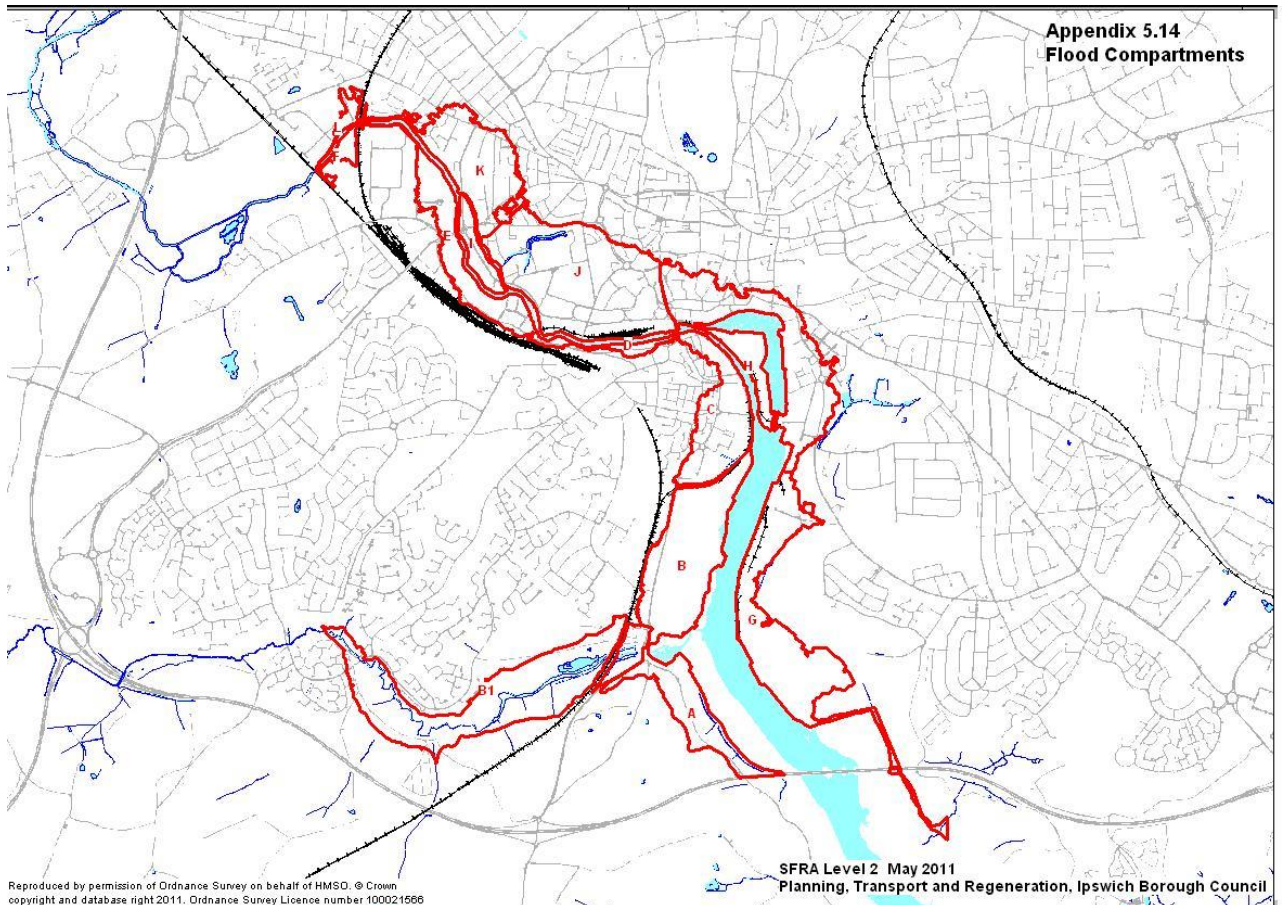 Appendix 5.14
Flood Compartments
L
K
E
I
J
D
H
C
B
G
B1
A
SFRA Level 2 May 2011
Planning, Transport and Regeneration, Ipswich Borough Council
Reproduced by permission of Ordnance Survey on behalf of HMSO. © Crown
copyright and database right 2011. Ordnance Survey Licence number 100021566